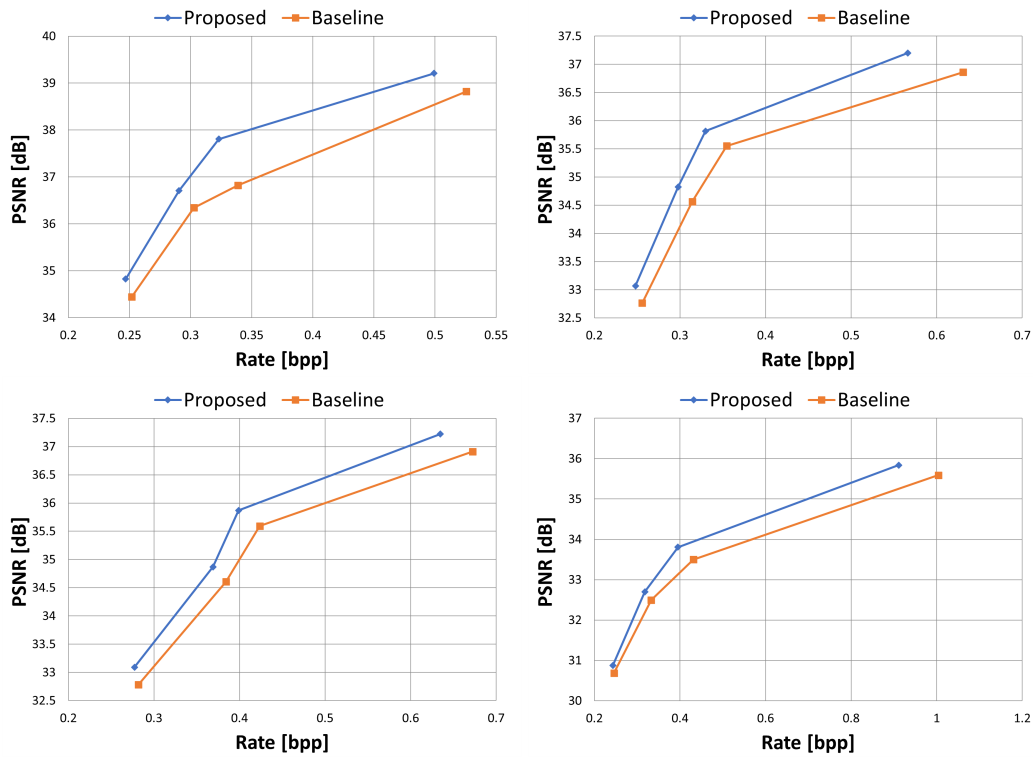 Proposed Baseline
40
39
38
37
36
35
34
PSNR [dB]
0.2 0.25 0.3 0.35 0.4 0.45 0.5 0.55
Rate [bpp]
Proposed Baseline
37.5
37
36.5
36
35.5
35
34.5
34
33.5
33
32.5
PSNR [dB]
0.2 0.3 0.4 0.5 0.6 0.7
Rate [bpp]
Proposed Baseline
37.5
37
36.5
36
35.5
35
34.5
34
33.5
33
32.5
PSNR [dB]
0.2 0.3 0.4 0.5 0.6 0.7
Rate [bpp]
Proposed Baseline
37
36
35
34
33
32
31
30
PSNR [dB]
0.2 0.4 0.6 0.8 1 1.2
Rate [bpp]